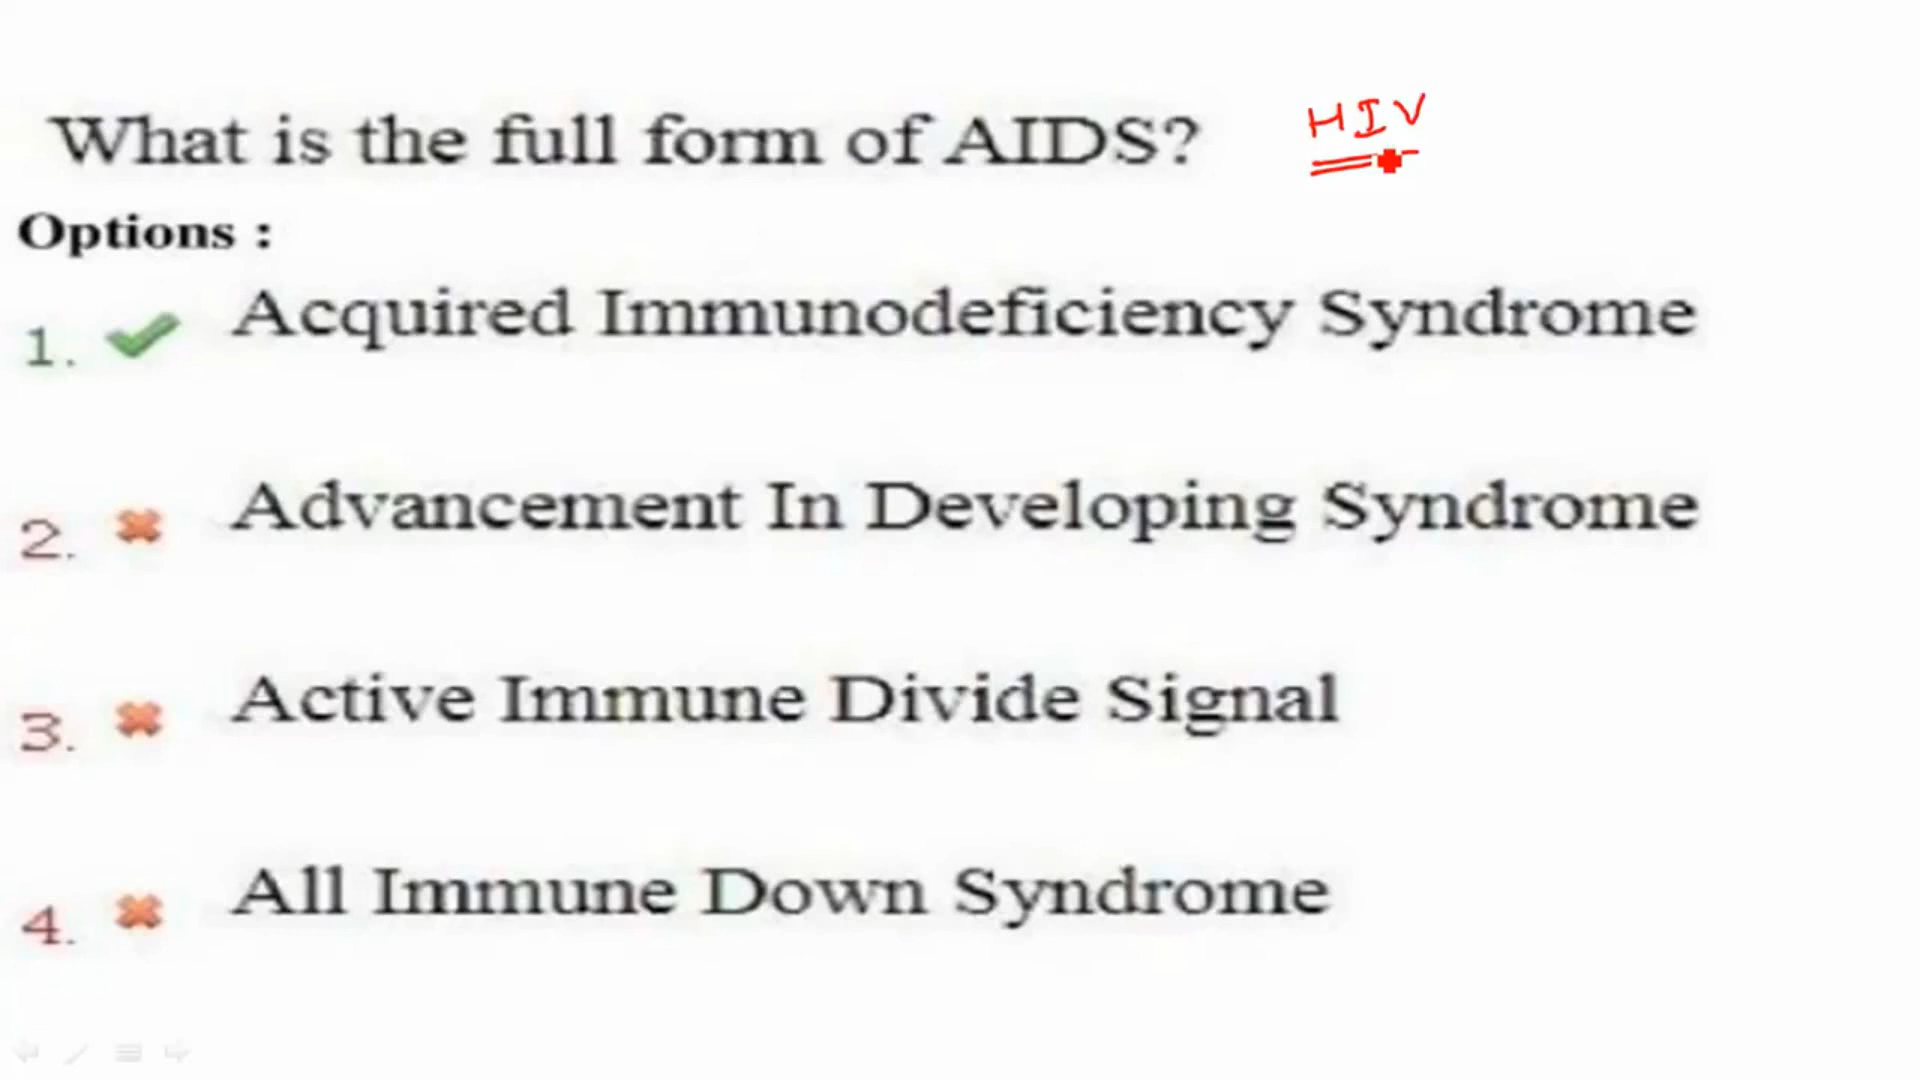 What is the full form of AIDS? HIV
Options :
1. Acquired Immunodeficiency Syndrome
2. Advancement In Developing Syndrome
3. Active Immune Divide Signal
4. All Immune Down Syndrome